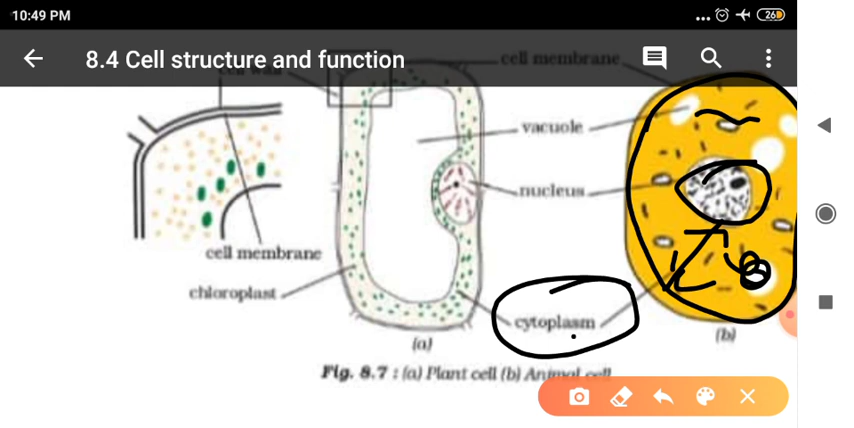 10:49 PM
26
8.4 Cell structure and function
cell wall
cell membrane
vacuole
nucleus
cell membrane
chloroplast
cytoplasm
(a)
(b)
Fig. 8.7 : (a) Plant cell (b) Animal cell